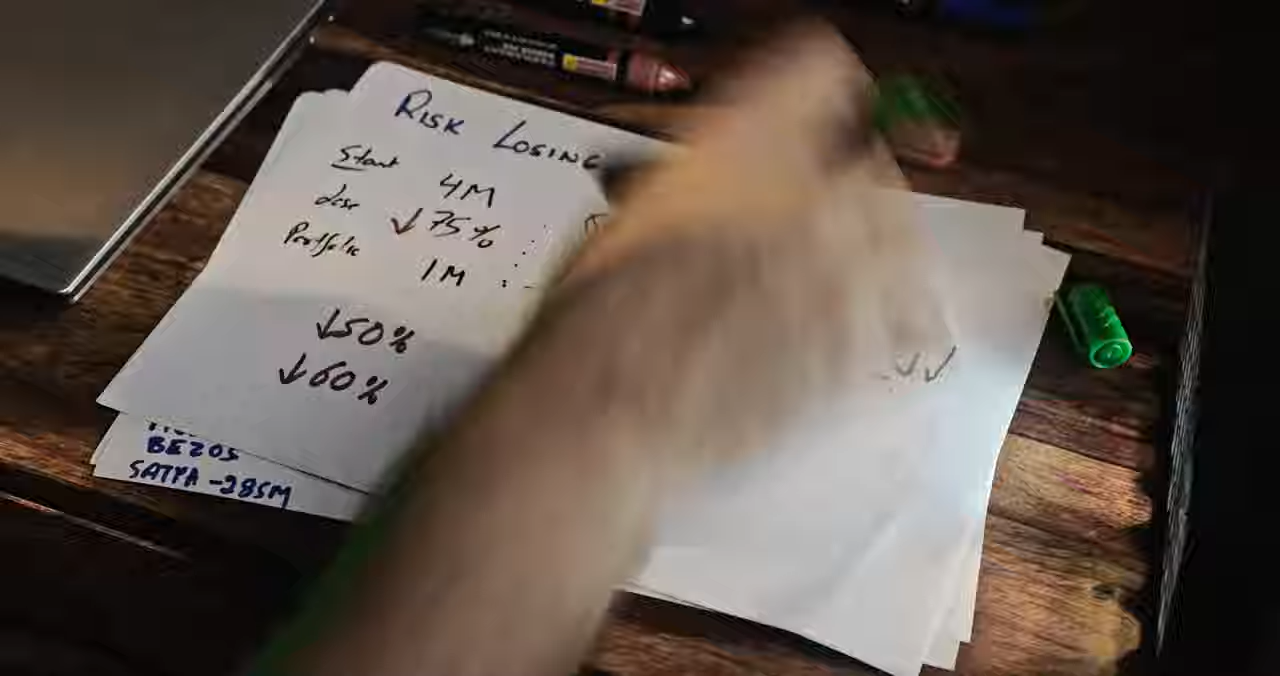 RISK LOSING
Start 4M
lose ↓75%
Portfolio 1M
↓50%
↓60%
BEZOS
SATYA -285M